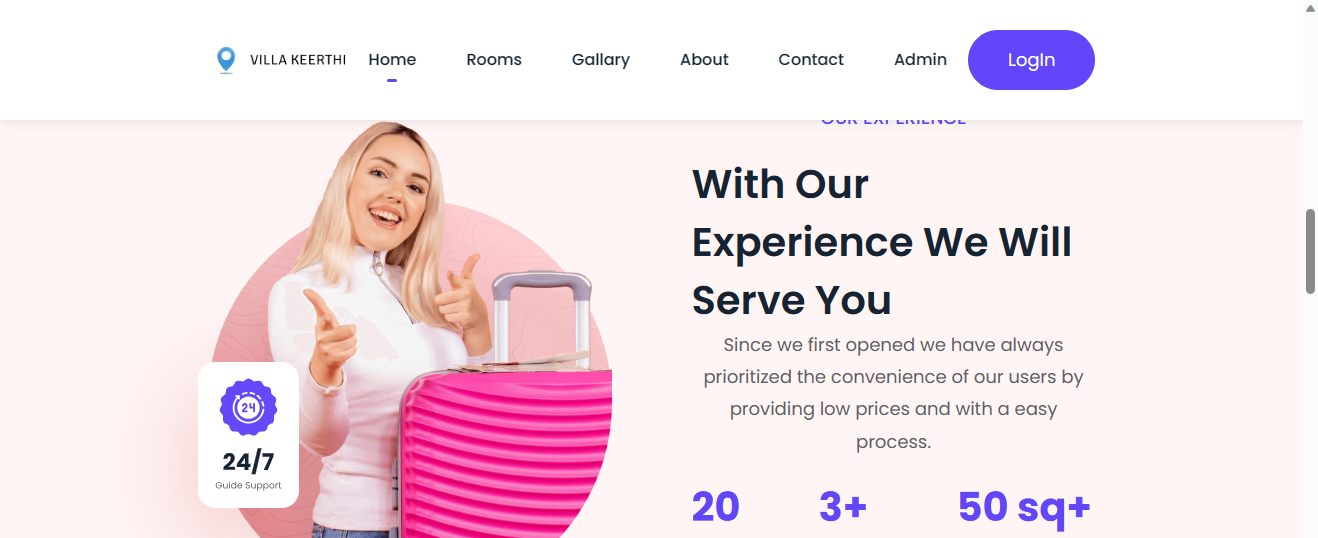 VILLA KEERTHI Home Rooms Gallary About Contact Admin LogIn
OUR EXPERIENCE
With Our
Experience We Will
Serve You
Since we first opened we have always
prioritized the convenience of our users by
providing low prices and with a easy
process.
24
24/7
Guide Support
20 3+ 50 sq+